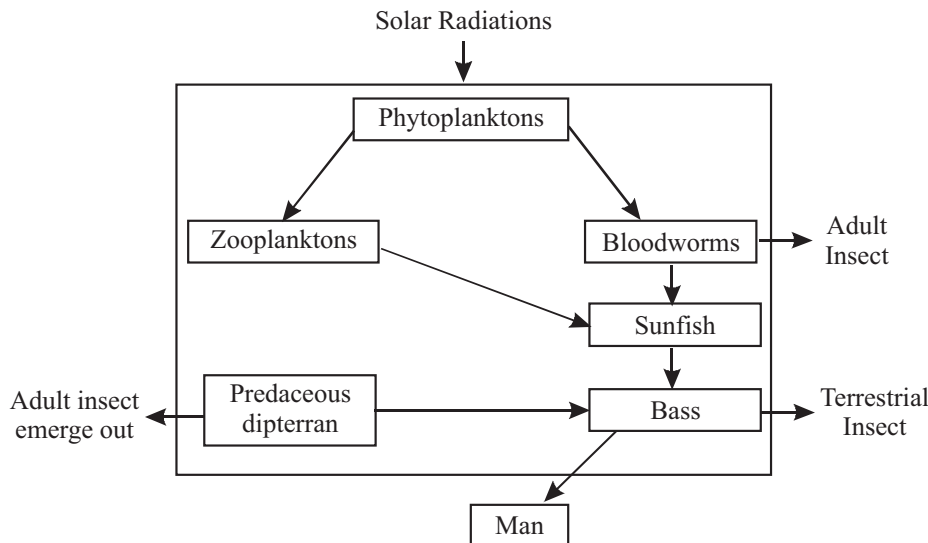 Solar Radiations
Phytoplanktons
Zooplanktons
Bloodworms
Adult
Insect
Sunfish
Adult insect
emerge out
Predaceous
dipterran
Bass
Terrestrial
Insect
Man